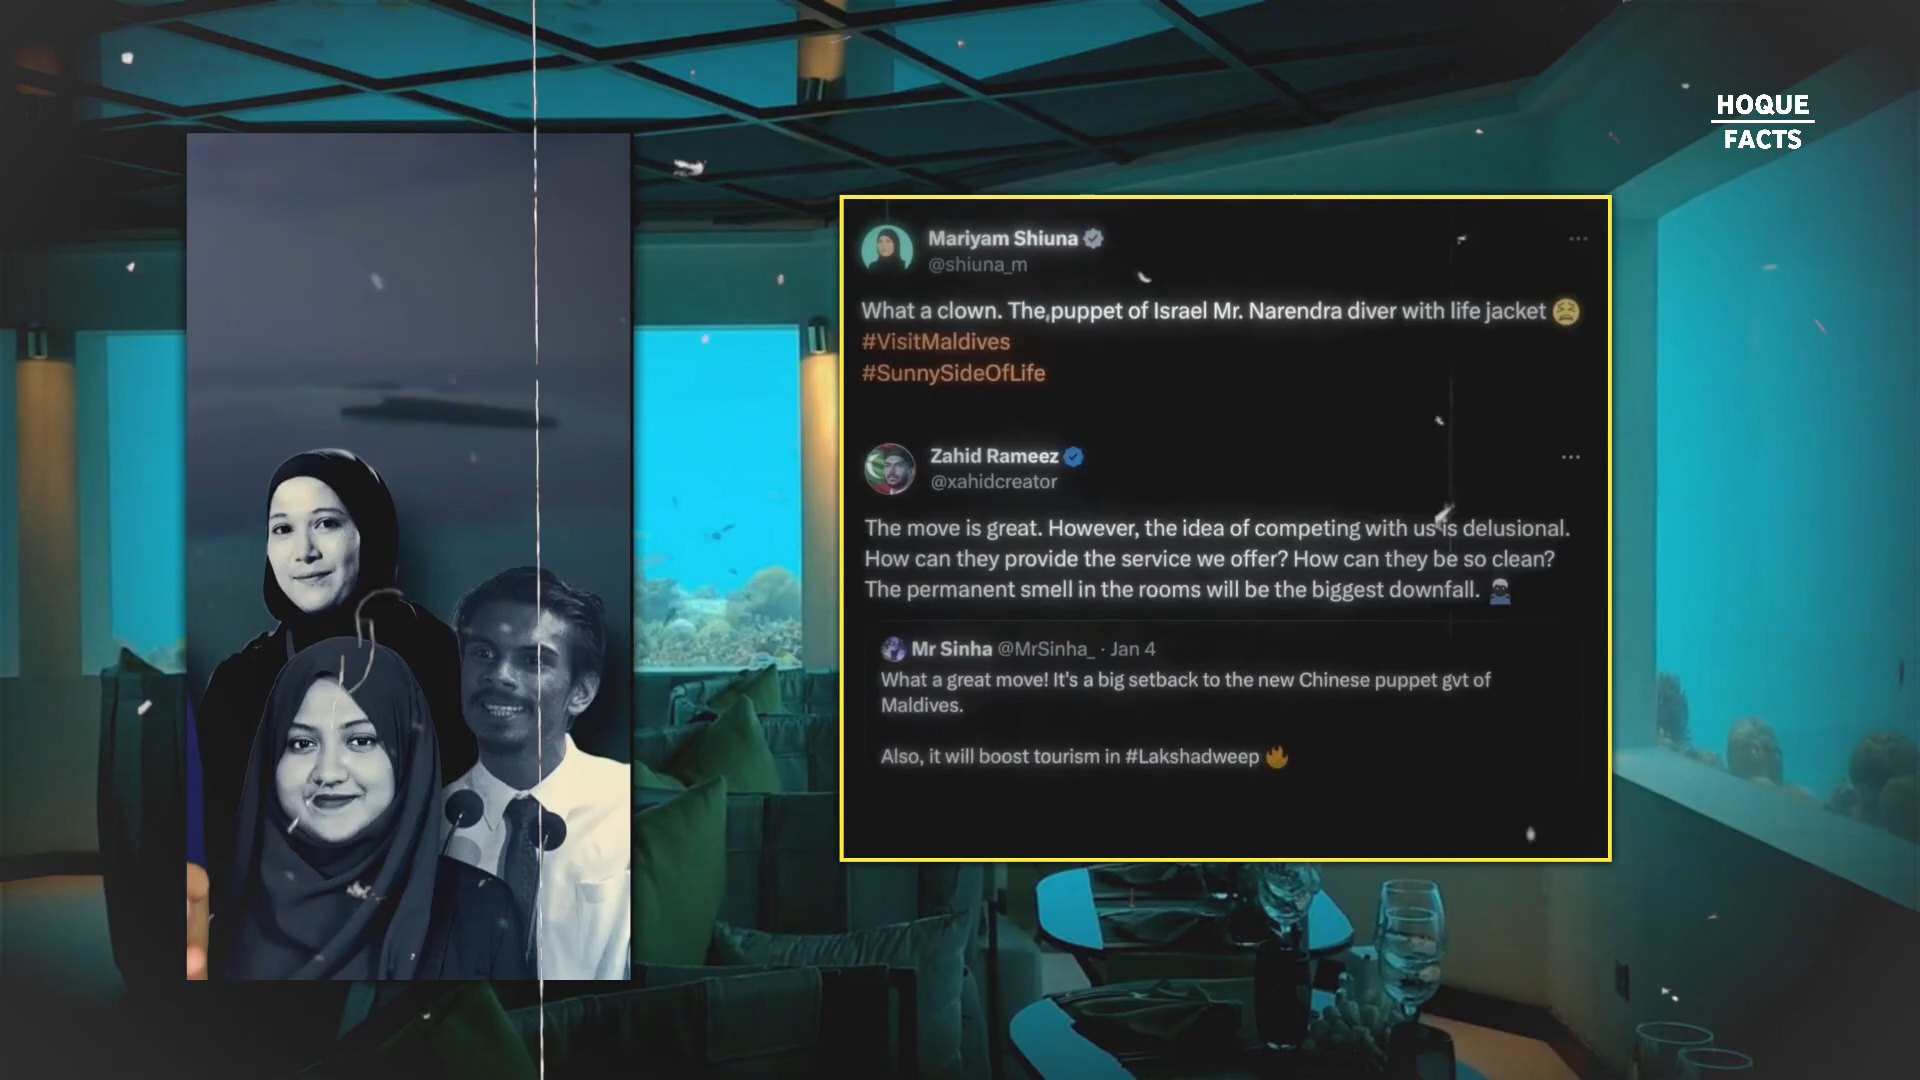 HOQUE
FACTS
Mariyam Shiuna
@shiuna_m
What a clown. The puppet of Israel Mr. Narendra diver with life jacket 😫
#VisitMaldives
#SunnySideOfLife
Zahid Rameez
@xahidcreator
The move is great. However, the idea of competing with us is delusional.
How can they provide the service we offer? How can they be so clean?
The permanent smell in the rooms will be the biggest downfall.
Mr Sinha @MrSinha_ · Jan 4
What a great move! It's a big setback to the new Chinese puppet gvt of
Maldives.
Also, it will boost tourism in #Lakshadweep 🔥